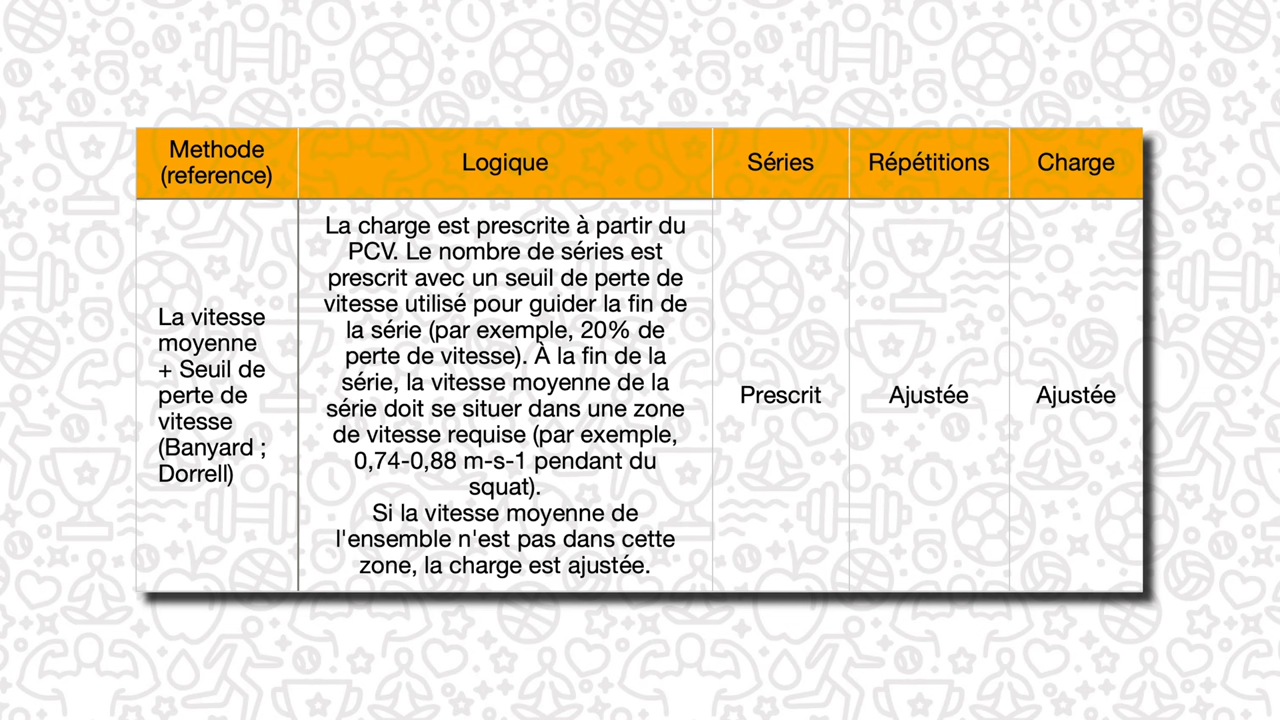 Methode
(reference)
Logique
Séries
Répétitions
Charge
La vitesse
moyenne
+ Seuil de
perte de
vitesse
(Banyard ;
Dorrell)
La charge est prescrite à partir du
PCV. Le nombre de séries est
prescrit avec un seuil de perte de
vitesse utilisé pour guider la fin de
la série (par exemple, 20% de
perte de vitesse). À la fin de la
série, la vitesse moyenne de la
série doit se situer dans une zone
de vitesse requise (par exemple,
0,74-0,88 m-s-1 pendant du
squat).
Si la vitesse moyenne de
l'ensemble n'est pas dans cette
zone, la charge est ajustée.
Prescrit
Ajustée
Ajustée